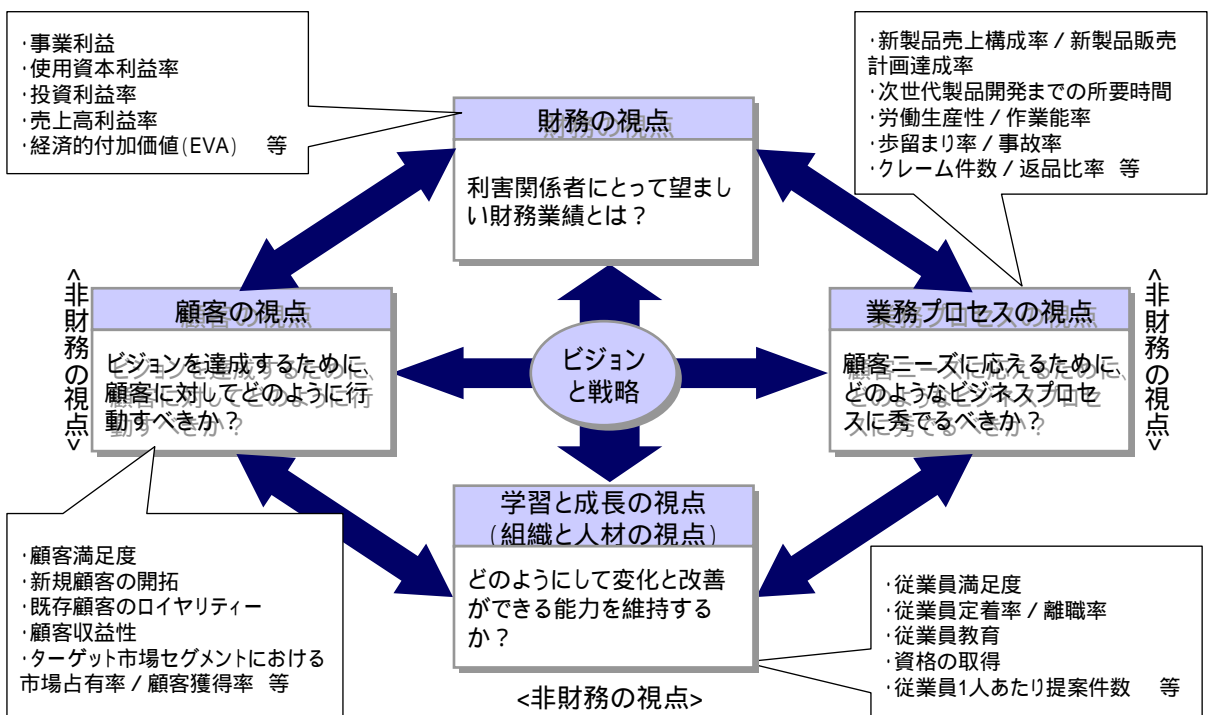 ·事業利益
·使用資本利益率
·投資利益率
·売上高利益率
·経済的付加価値(EVA) 等
·新製品売上構成率 / 新製品販売
計画達成率
·次世代製品開発までの所要時間
·労働生産性 / 作業能率
·歩留まり率 / 事故率
·クレーム件数 / 返品比率 等
財務の視点
利害関係者にとって望まし
い財務業績とは？
<非財務の視点>
顧客の視点
ビジョンを達成するために、
顧客に対してどのように行
動すべきか？
ビジョン
と戦略
業務プロセスの視点
顧客ニーズに応えるために、
どのようなビジネスプロセ
スに秀でるべきか？
<非財務の視点>
学習と成長の視点
(組織と人材の視点)
どのようにして変化と改善
ができる能力を維持する
か？
<非財務の視点>
·顧客満足度
·新規顧客の開拓
·既存顧客のロイヤリティー
·顧客収益性
·ターゲット市場セグメントにおける
市場占有率 / 顧客獲得率 等
·従業員満足度
·従業員定着率 / 離職率
·従業員教育
·資格の取得
·従業員1人あたり提案件数 等